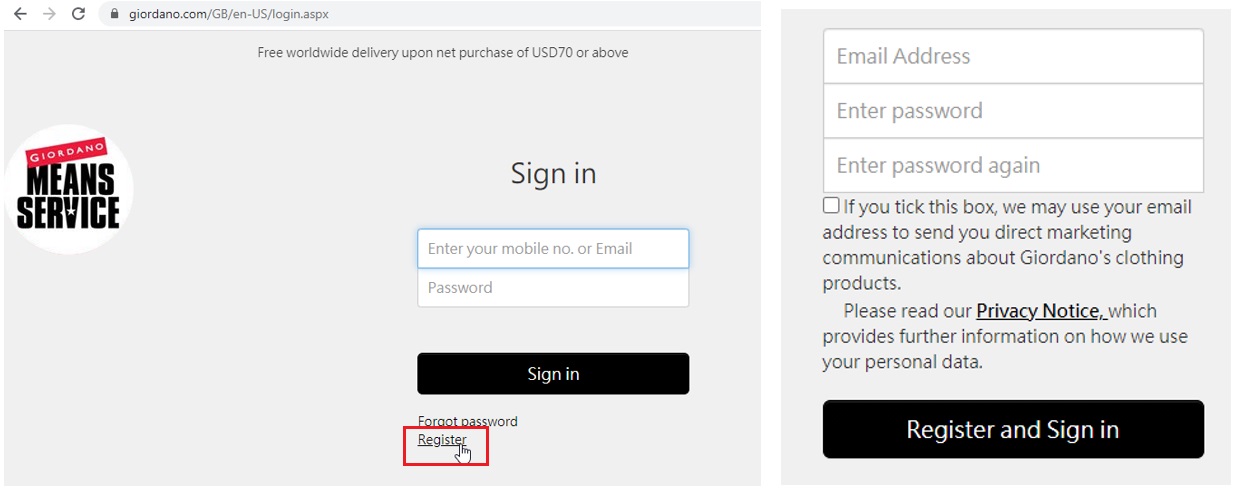 giordano.com/GB/en-US/login.aspx
Free worldwide delivery upon net purchase of USD70 or above
GIORDANO
MEANS
SERVICE
Sign in
Enter your mobile no. or Email
Password
Sign in
Forgot password
Register
Email Address
Enter password
Enter password again
If you tick this box, we may use your email
address to send you direct marketing
communications about Giordano's clothing
products.
Please read our Privacy Notice, which
provides further information on how we use
your personal data.
Register and Sign in